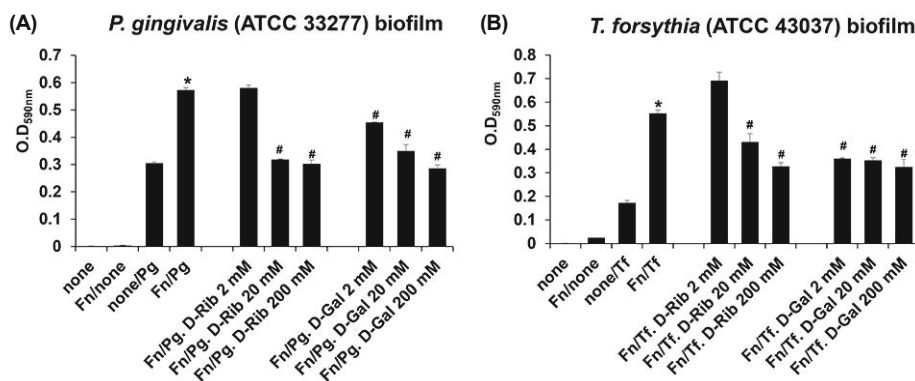 (A) P. gingivalis (ATCC 33277) biofilm
O.D590nm
0.7
0.6
0.5
0.4
0.3
0.2
0.1
0
*
#
#
#
#
#
none
Fn/none
none/Pg
Fn/Pg
Fn/Pg. D-Rib 2 mM
Fn/Pg. D-Rib 20 mM
Fn/Pg. D-Rib 200 mM
Fn/Pg. D-Gal 2 mM
Fn/Pg. D-Gal 20 mM
Fn/Pg. D-Gal 200 mM
(B) T. forsythia (ATCC 43037) biofilm
O.D590nm
0.8
0.7
0.6
0.5
0.4
0.3
0.2
0.1
0
*
#
#
#
#
#
none
Fn/none
none/Tf
Fn/Tf
Fn/Tf. D-Rib 2 mM
Fn/Tf. D-Rib 20 mM
Fn/Tf. D-Rib 200 mM
Fn/Tf. D-Gal 2 mM
Fn/Tf. D-Gal 20 mM
Fn/Tf. D-Gal 200 mM